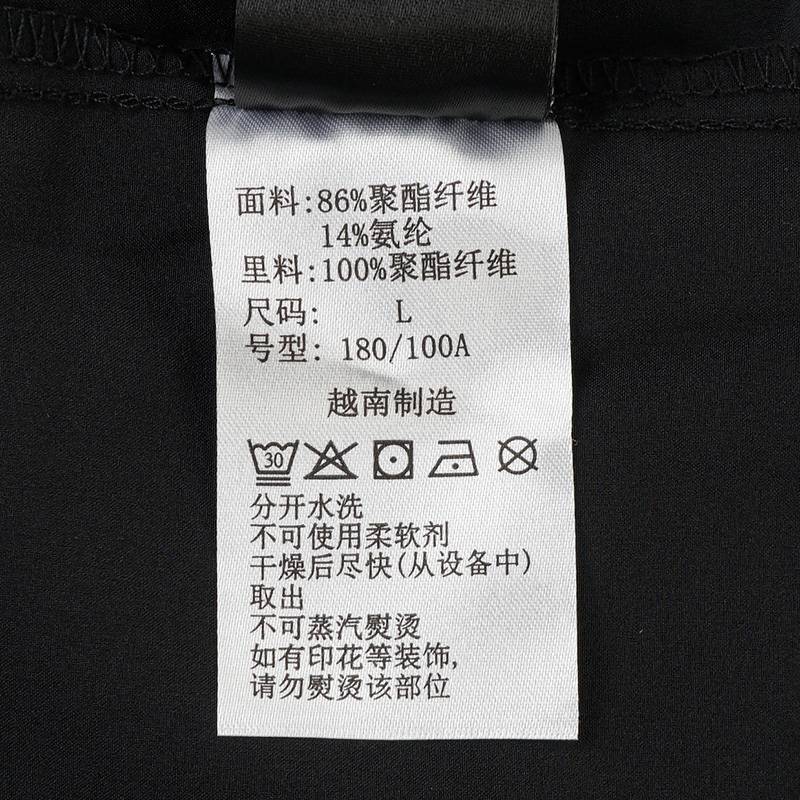 面料:86%聚酯纤维
14%氨纶
里料:100%聚酯纤维
尺码: L
号型: 180/100A
越南制造
30
分开水洗
不可使用柔软剂
干燥后尽快(从设备中)
取出
不可蒸汽熨烫
如有印花等装饰,
请勿熨烫该部位